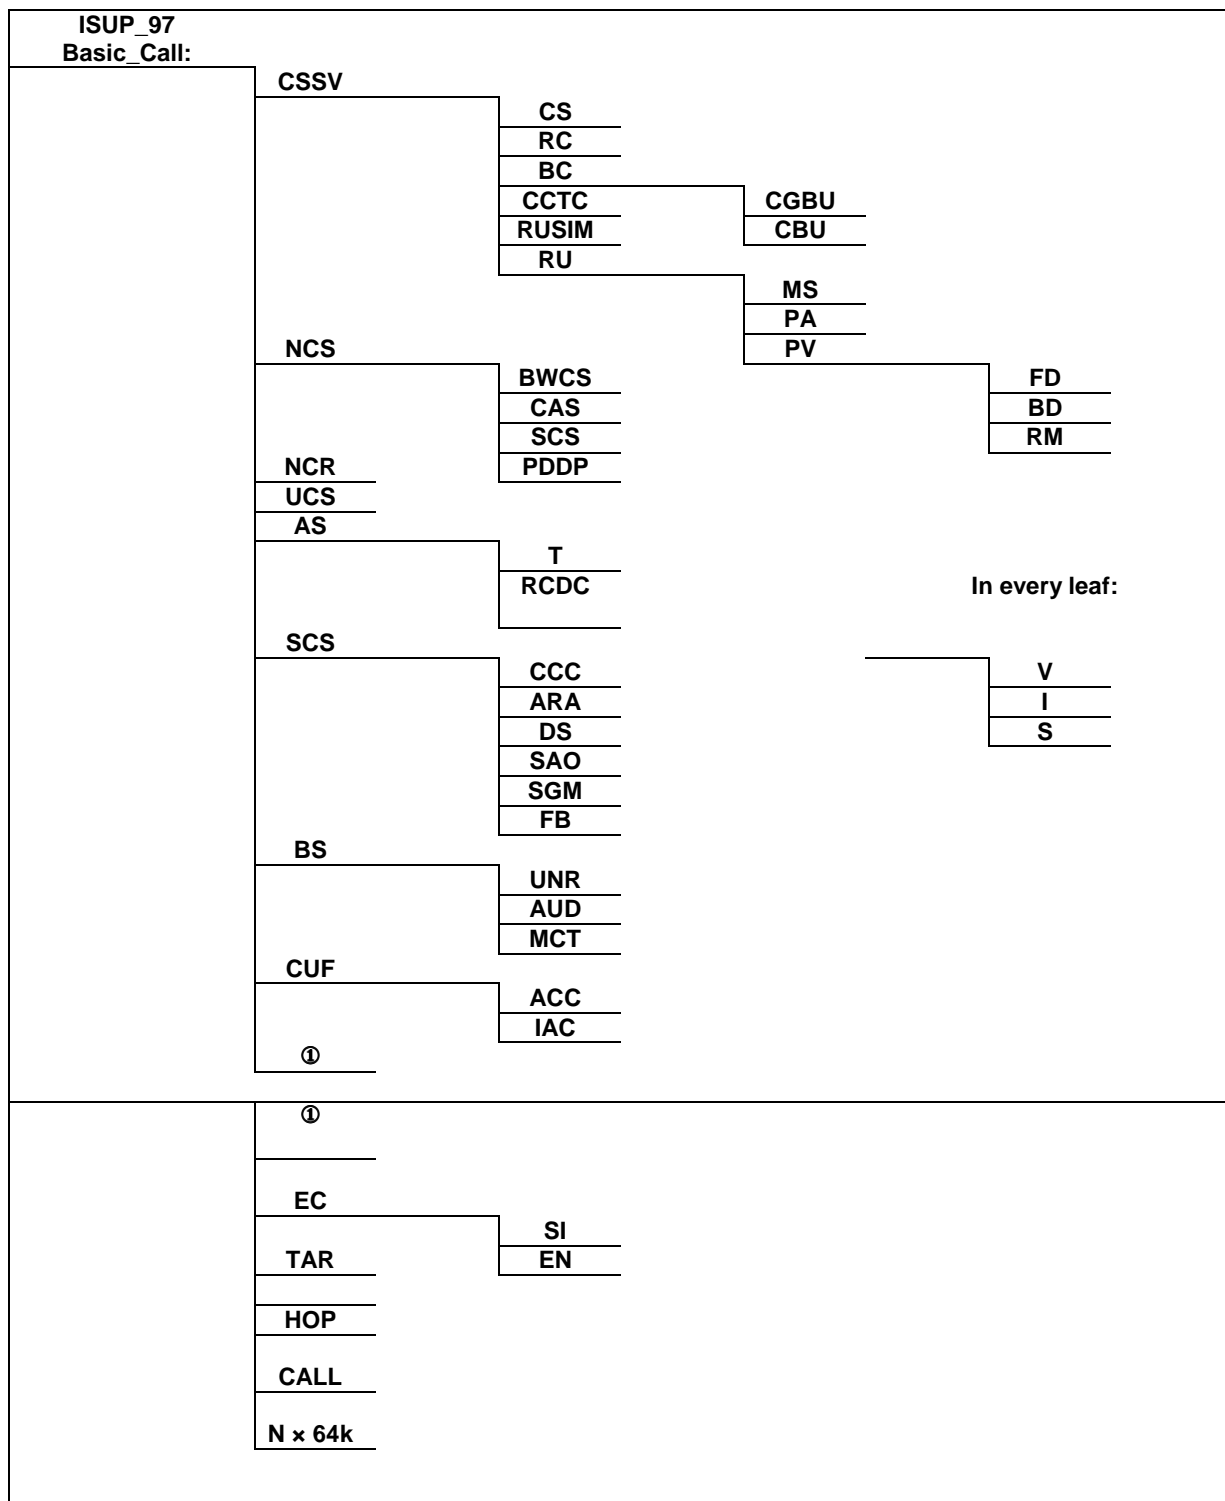 ISUP_97
Basic_Call:
CSSV
CS
RC
BC
CCTC
CGBU
RUSIM
CBU
RU
MS
PA
NCS
PV
BWCS
FD
CAS
BD
SCS
RM
NCR
PDDP
UCS
AS
T
RCDC
In every leaf:
SCS
CCC
V
ARA
I
DS
S
SAO
SGM
FB
BS
UNR
AUD
MCT
CUF
ACC
IAC
①
①
EC
SI
TAR
EN
HOP
CALL
N × 64k